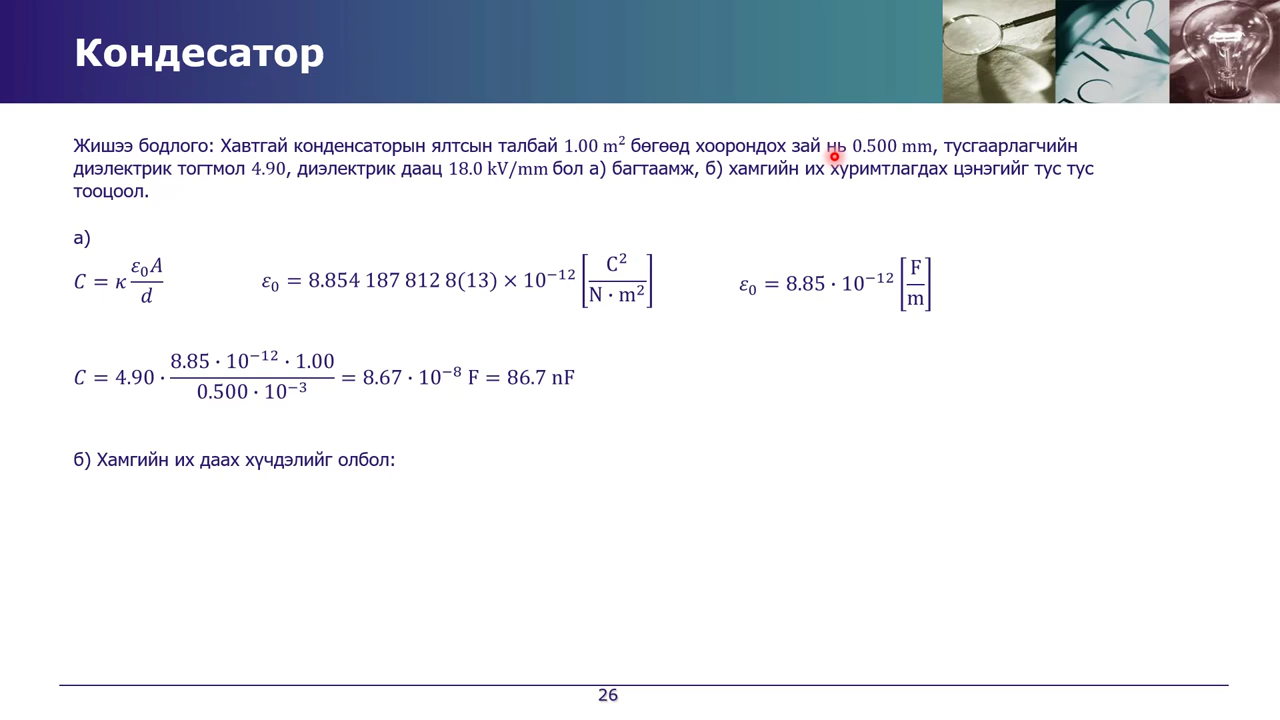 Кондесатор
Жишээ бодлого: Хавтгай конденсаторын ялтсын талбай 1.00 m² бөгөөд хоорондох зай нь 0.500 mm, тусгаарлагчийн
диэлектрик тогтмол 4.90, диэлектрик даац 18.0 kV/mm бол а) багтаамж, б) хамгийн их хуримтлагдах цэнэгийг тус тус
тооцоол.
а)
C = κ ε₀A/d    ε₀ = 8.854 187 812 8(13) × 10⁻¹² [C²/N · m²]    ε₀ = 8.85 · 10⁻¹² [F/m]
C = 4.90 · 8.85 · 10⁻¹² · 1.00/0.500 · 10⁻³ = 8.67 · 10⁻⁸ F = 86.7 nF
б) Хамгийн их даах хүчдэлийг олбол:
26